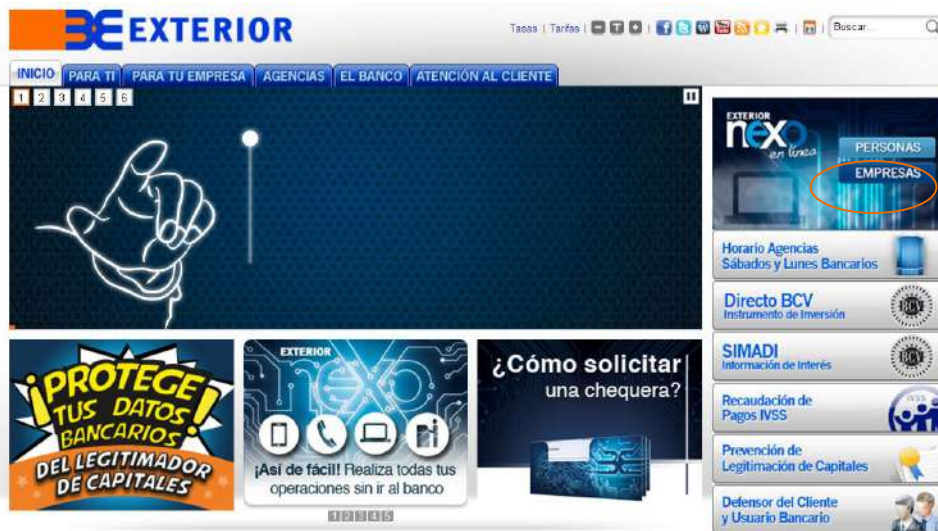 EXTERIOR
Tasas | Tarifas | - T + | | Buscar...
INICIO PARA TI PARA TU EMPRESA AGENCIAS EL BANCO ATENCIÓN AL CLIENTE
1 2 3 4 5 6
EXTERIOR
nexo
en línea
PERSONAS
EMPRESAS
Horario Agencias
Sábados y Lunes Bancarios
Directo BCV
Instrumento de Inversión
BCV
SIMADI
Información de Interés
BCV
Recaudación de
Pagos IVSS
IVSS
Prevención de
Legitimación de Capitales
Defensor del Cliente
y Usuario Bancario
¡PROTEGE
TUS DATOS
BANCARIOS!
DEL LEGITIMADOR
DE CAPITALES
EXTERIOR
nexo
¡Así de fácil! Realiza todas tus
operaciones sin ir al banco
1 2 3 4 5
¿Cómo solicitar
una chequera?